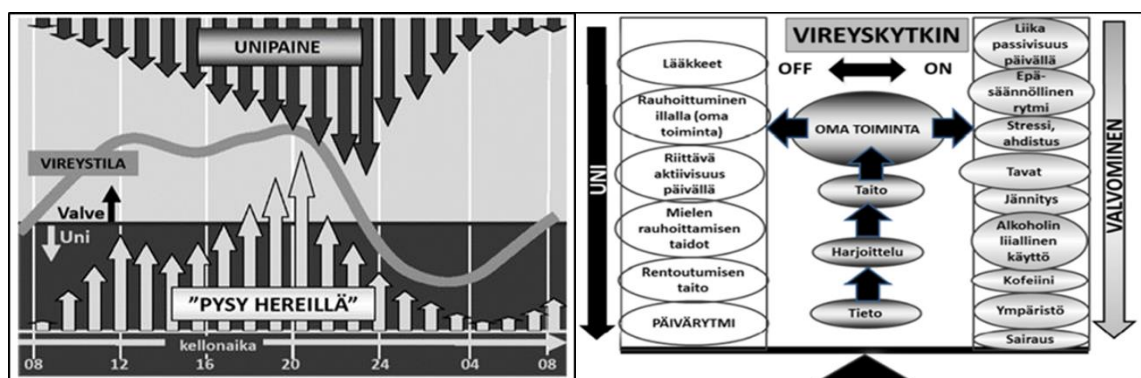 UNIPAINE
VIREYSTILA
Valve
Uni
"PYSY HEREILLÄ"
kellonaika
08 12 16 20 24 04 08
VIREYSKYTKIN
OFF ON
UNI
Lääkkeet
Rauhoittuminen
illalla (oma
toiminta)
Riittävä
aktiivisuus
päivällä
Mielen
rauhoittamisen
taidot
Rentoutumisen
taito
PÄIVÄRYTMI
OMA TOIMINTA
Taito
Harjoittelu
Tieto
Liika
passivisuus
päivällä
Epä-
säännöllinen
rytmi
Stressi,
ahdistus
Tavat
Jännitys
Alkoholin
liiallinen
käyttö
Kofeiini
Ympäristö
Sairaus
VALVOMINEN